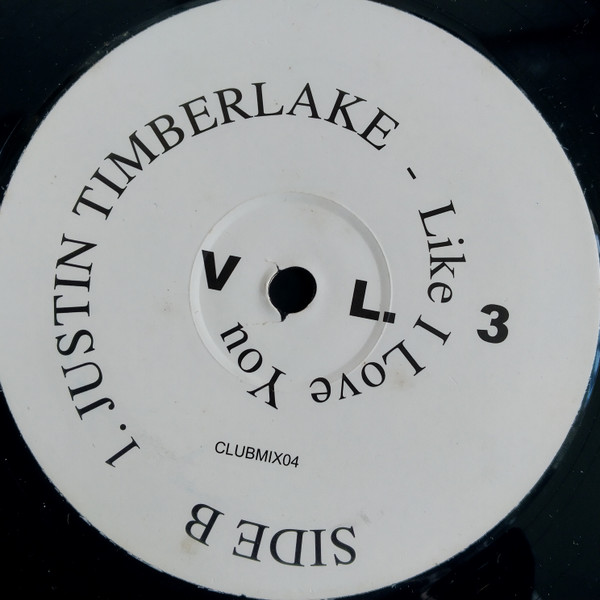 1. JUSTIN TIMBERLAKE - Like I Love You
V L. 3
CLUBMIX04
SIDE B